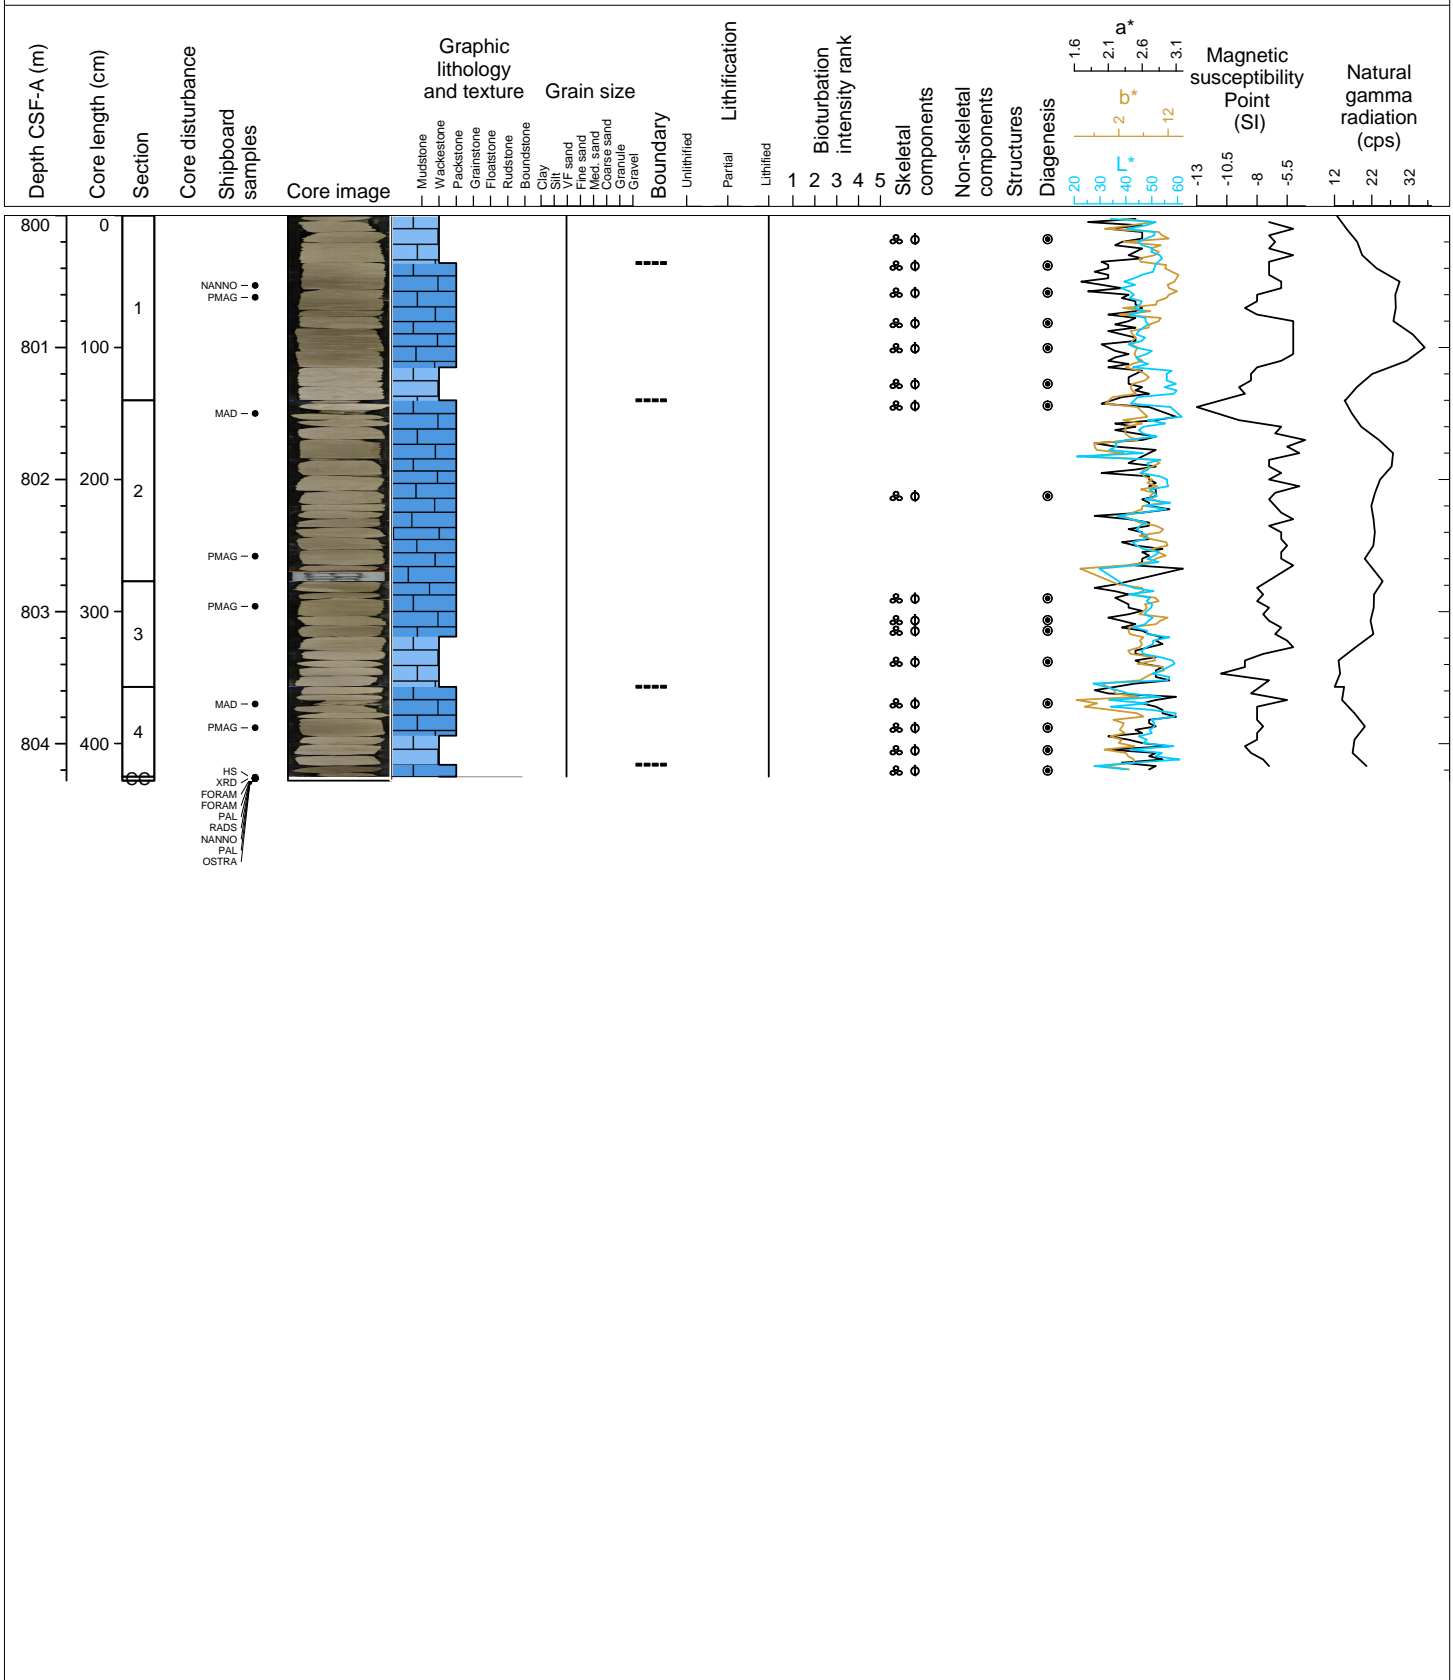 Depth CSF-A (m)
Core length (cm)
Section
Core disturbance
Shipboard
samples
Core image
Graphic
lithology
and texture
Mudstone
Wackestone
Packstone
Grainstone
Floatstone
Rudstone
Boundstone
Grain size
Clay
Silt
VF sand
Fine sand
Med. sand
Coarse sand
Granule
Gravel
Boundary
Lithification
Unlithified
Partial
Lithified
Bioturbation
intensity rank
1 2 3 4 5
Skeletal
components
Non-skeletal
components
Structures
Diagenesis
a*
1.6 2.1 2.6 3.1
b*
2 12
L*
20 30 40 50 60
Magnetic
susceptibility
Point
(SI)
-13 -10.5 -8 -5.5
Natural
gamma
radiation
(cps)
12 22 32
800 0
NANNO
PMAG
1
801 100
MAD
802 200
2
PMAG
803 300
PMAG
3
MAD
PMAG
4
804 400
HS
CC
XRD
FORAM
FORAM
PAL
RADS
NANNO
PAL
OSTRA